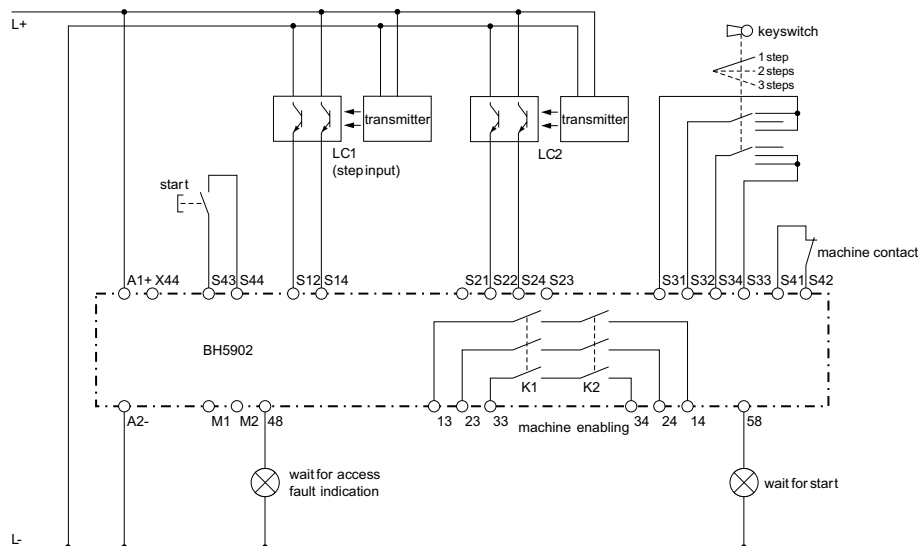 L+
keyswitch
1 step
2 steps
3 steps
transmitter
transmitter
LC1
(step input)
LC2
start
machine contact
A1+ X44 S43 S44 S12 S14 S21 S22 S24 S23 S31 S32 S34 S33 S41 S42
BH5902
K1 K2
A2- M1 M2 48 13 23 33 machine enabling 34 24 14 58
wait for access
fault indication
wait for start
L-